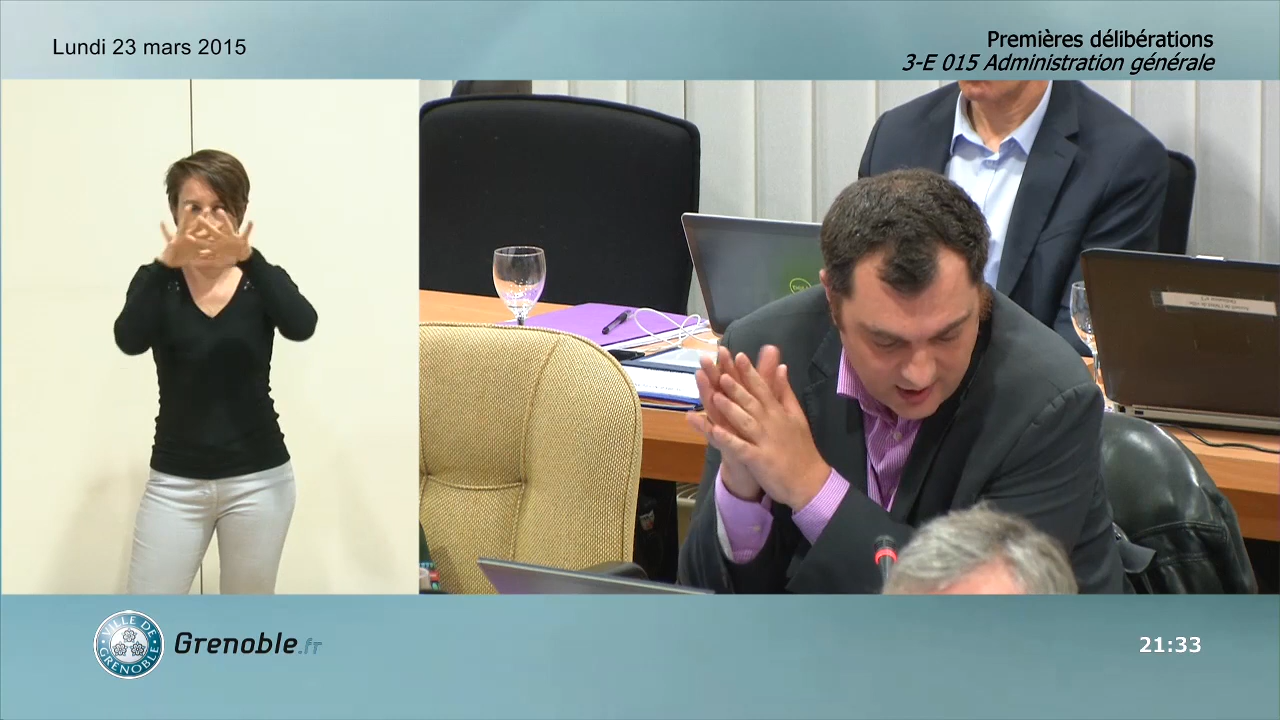 Lundi 23 mars 2015
Premières délibérations
3-E 015 Administration générale
VILLE DE
GRENOBLE
Grenoble.fr
21:33